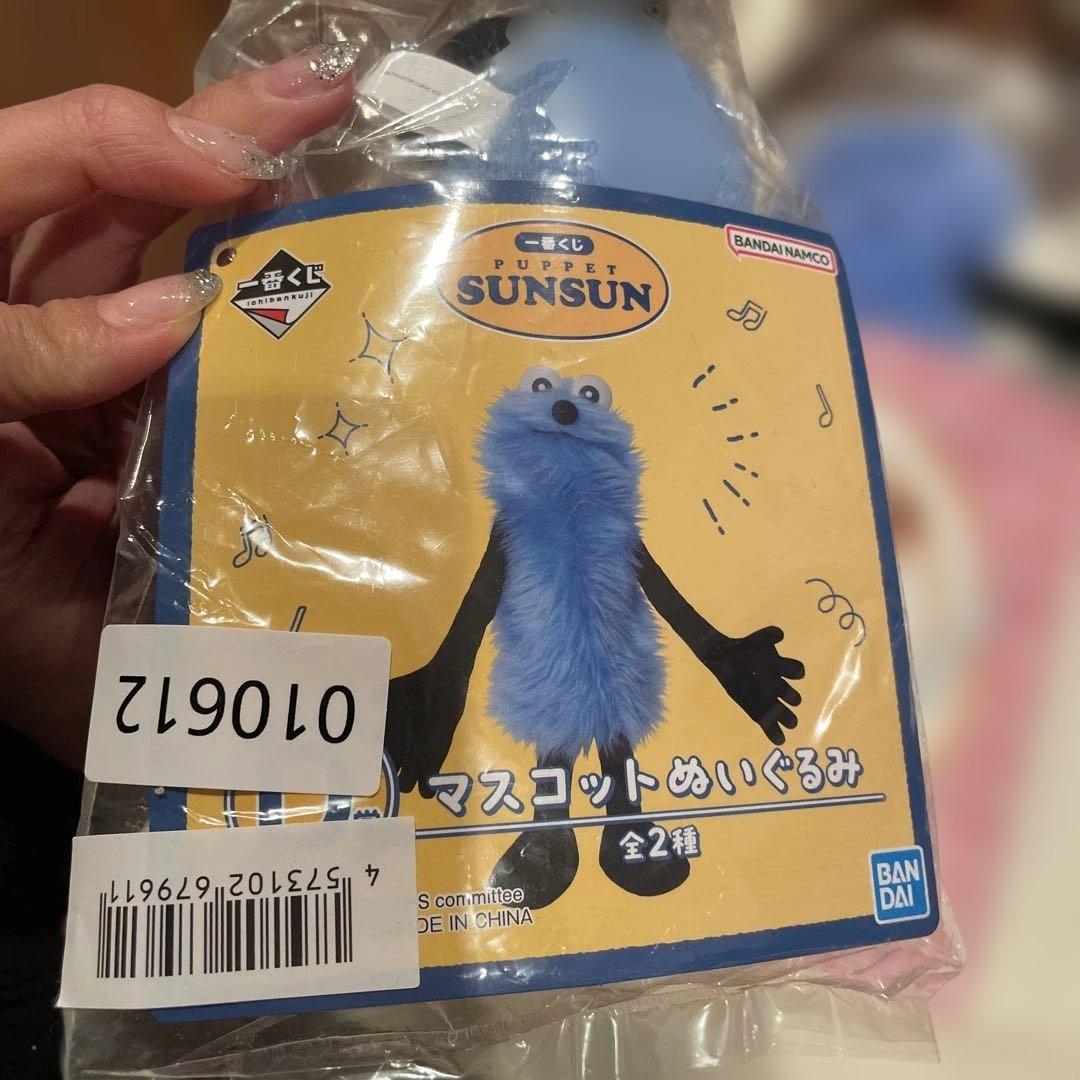 一番くじ
ichibankuji
一番くじ
PUPPET
SUNSUN
BANDAI NAMCO
010612
マスコットぬいぐるみ
全2種
4 573102 679611
S committee
DE IN CHINA
BAN
DAI